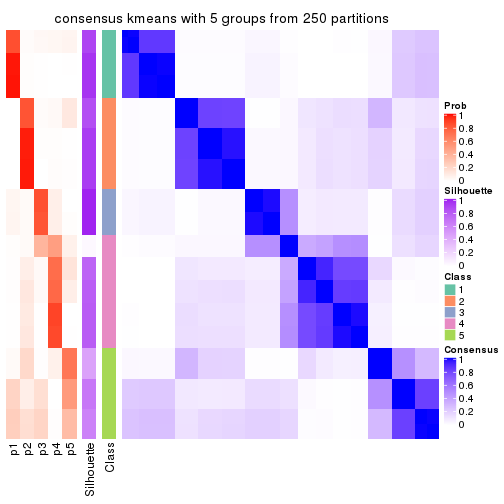 consensus kmeans with 5 groups from 250 partitions
Prob
1
0.8
0.6
0.4
0.2
0
Silhouette
1
0.8
0.6
0.4
0.2
0
Class
1
2
3
4
5
Consensus
1
0.8
0.6
0.4
0.2
0
p1
p2
p3
p4
p5
Silhouette
Class